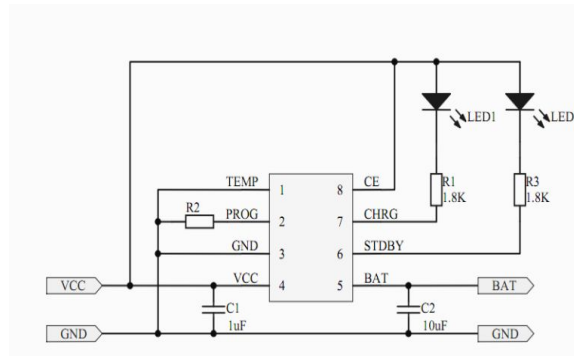 LED1
LED
TEMP
1
8
CE
R1
1.8K
R3
1.8K
R2
PROG
2
7
CHRG
GND
3
6
STDBY
VCC
VCC
4
5
BAT
BAT
C1
1uF
C2
10uF
GND
GND